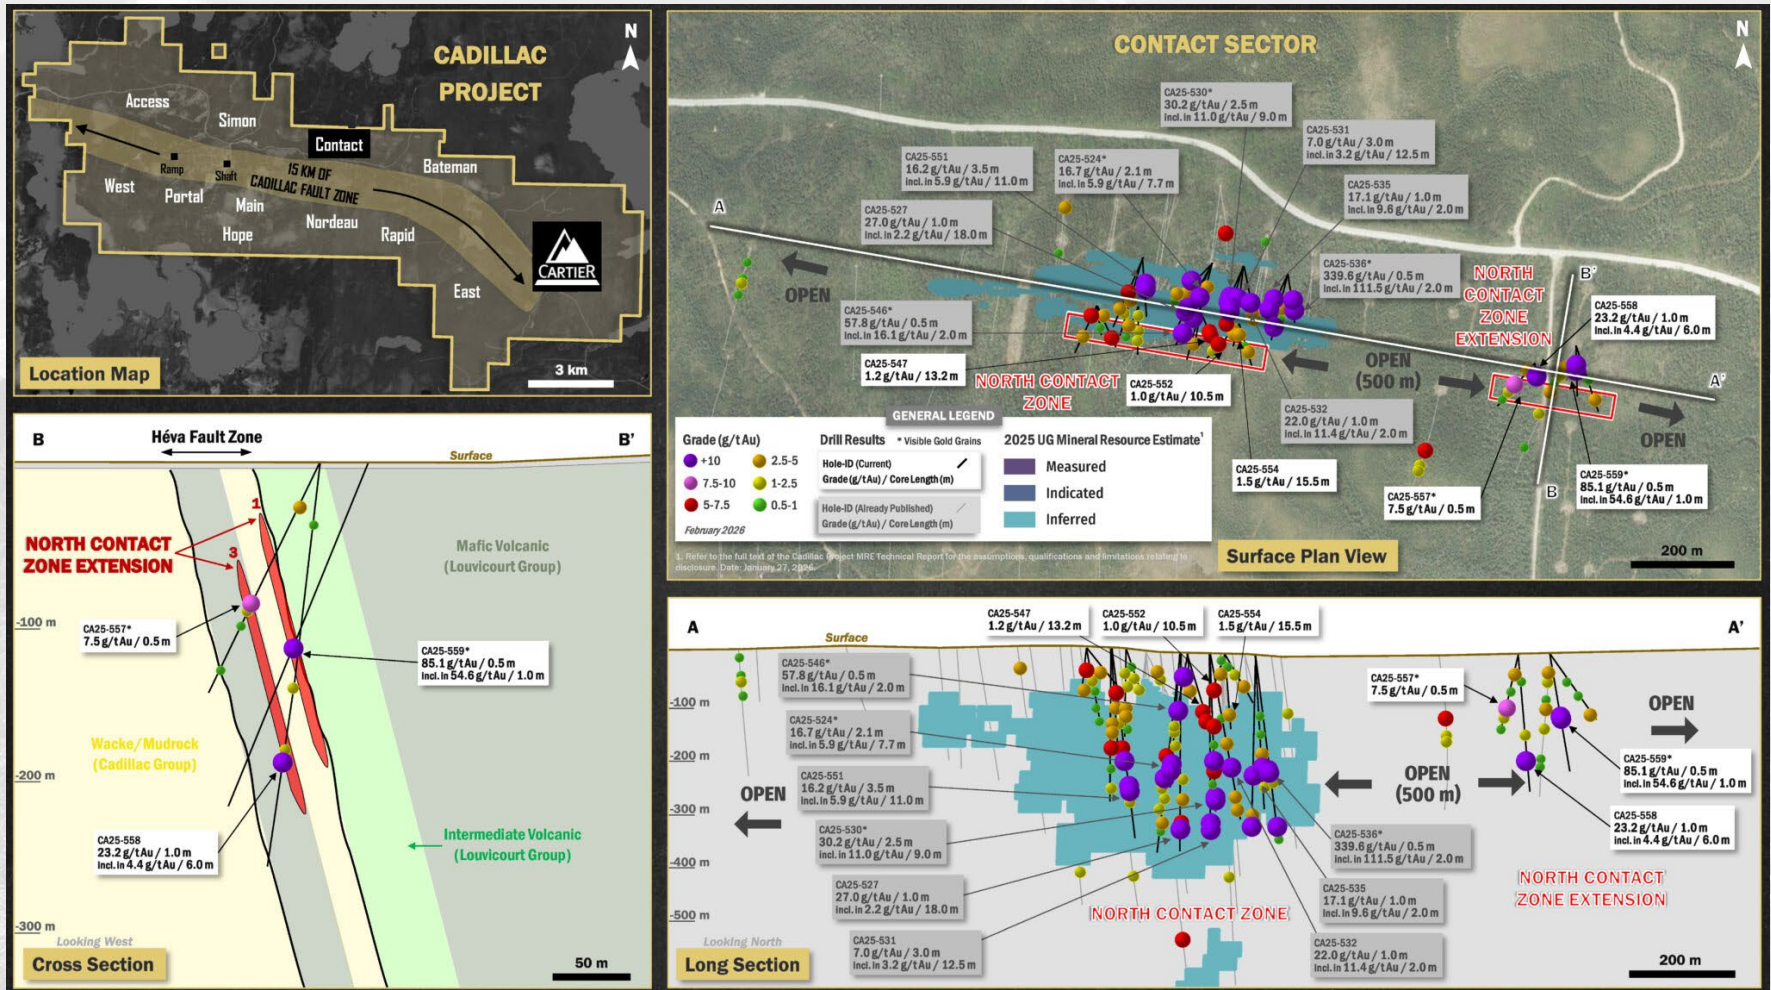 CADILLAC
PROJECT
N
Access
Simon
Contact
Bateman
Ramp
Shaft
15 KM OF
CADILLAC FAULT ZONE
West
Portal
Main
Hope
Nordeau
Rapid
East
CARTIER
Location Map
3 km
CONTACT SECTOR
N
CA25-530*
30.2 g/t Au / 2.5 m
incl. in 11.0 g/t Au / 9.0 m
CA25-531
7.0 g/t Au / 3.0 m
incl. in 3.2 g/t Au / 12.5 m
CA25-551
16.2 g/t Au / 3.5 m
incl. in 5.9 g/t Au / 11.0 m
CA25-524*
16.7 g/t Au / 2.1 m
incl. in 5.9 g/t Au / 7.7 m
CA25-535
17.1 g/t Au / 1.0 m
incl. in 9.6 g/t Au / 2.0 m
CA25-527
27.0 g/t Au / 1.0 m
incl. in 2.2 g/t Au / 18.0 m
CA25-536*
339.6 g/t Au / 0.5 m
incl. in 111.5 g/t Au / 2.0 m
A
OPEN
NORTH
CONTACT
ZONE
EXTENSION
B'
CA25-558
23.2 g/t Au / 1.0 m
incl. in 4.4 g/t Au / 6.0 m
CA25-546*
57.8 g/t Au / 0.5 m
incl. in 16.1 g/t Au / 2.0 m
CA25-547
1.2 g/t Au / 13.2 m
NORTH CONTACT
ZONE
CA25-552
1.0 g/t Au / 10.5 m
OPEN
(500 m)
A'
OPEN
CA25-532
22.0 g/t Au / 1.0 m
incl. in 11.4 g/t Au / 2.0 m
CA25-554
1.5 g/t Au / 15.5 m
CA25-557*
7.5 g/t Au / 0.5 m
B
CA25-559*
85.1 g/t Au / 0.5 m
incl. in 54.6 g/t Au / 1.0 m
GENERAL LEGEND
Grade (g/t Au)
+10
7.5-10
5-7.5
2.5-5
1-2.5
0.5-1
February 2026
Drill Results * Visible Gold Grains
Hole-ID (Current)
Grade (g/t Au) / Core Length (m)
Hole-ID (Already Published)
Grade (g/t Au) / Core Length (m)
2025 UG Mineral Resource Estimate¹
Measured
Indicated
Inferred
1. Refer to the full text of the Cadillac Project MRE Technical Report for the assumptions, qualifications and limitations relating to
disclosure. Date: January 27, 2026.
Surface Plan View
200 m
B
Héva Fault Zone
B'
Surface
1
NORTH CONTACT
ZONE EXTENSION
3
Mafic Volcanic
(Louvicourt Group)
-100 m
CA25-557*
7.5 g/t Au / 0.5 m
CA25-559*
85.1 g/t Au / 0.5 m
incl. in 54.6 g/t Au / 1.0 m
Wacke/Mudrock
(Cadillac Group)
-200 m
CA25-558
23.2 g/t Au / 1.0 m
incl. in 4.4 g/t Au / 6.0 m
Intermediate Volcanic
(Louvicourt Group)
-300 m
Looking West
Cross Section
50 m
A
Surface
CA25-547
1.2 g/t Au / 13.2 m
CA25-552
1.0 g/t Au / 10.5 m
CA25-554
1.5 g/t Au / 15.5 m
A'
CA25-546*
57.8 g/t Au / 0.5 m
incl. in 16.1 g/t Au / 2.0 m
CA25-557*
7.5 g/t Au / 0.5 m
OPEN
-100 m
CA25-524*
16.7 g/t Au / 2.1 m
incl. in 5.9 g/t Au / 7.7 m
-200 m
CA25-551
16.2 g/t Au / 3.5 m
incl. in 5.9 g/t Au / 11.0 m
OPEN
OPEN
(500 m)
CA25-559*
85.1 g/t Au / 0.5 m
incl. in 54.6 g/t Au / 1.0 m
-300 m
CA25-530*
30.2 g/t Au / 2.5 m
incl. in 11.0 g/t Au / 9.0 m
CA25-536*
339.6 g/t Au / 0.5 m
incl. in 111.5 g/t Au / 2.0 m
CA25-558
23.2 g/t Au / 1.0 m
incl. in 4.4 g/t Au / 6.0 m
-400 m
CA25-527
27.0 g/t Au / 1.0 m
incl. in 2.2 g/t Au / 18.0 m
CA25-535
17.1 g/t Au / 1.0 m
incl. in 9.6 g/t Au / 2.0 m
NORTH CONTACT
ZONE EXTENSION
-500 m
NORTH CONTACT ZONE
CA25-531
7.0 g/t Au / 3.0 m
incl. in 3.2 g/t Au / 12.5 m
CA25-532
22.0 g/t Au / 1.0 m
incl. in 11.4 g/t Au / 2.0 m
Looking North
Long Section
200 m